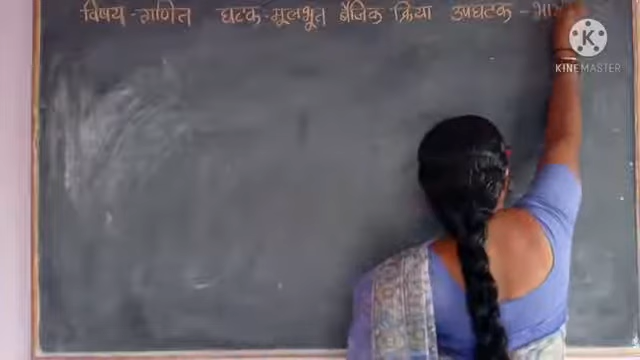 विषय - गणित घटक - मूलभूत बैजिक क्रिया उपघटक -
KINEMASTER